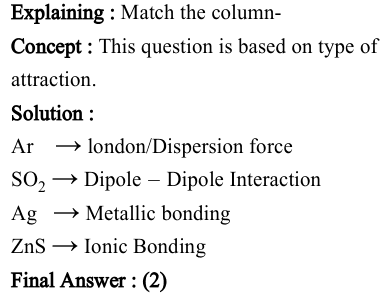 Explaining : Match the column-
Concept : This question is based on type of
attraction.
Solution :
Ar → london/Dispersion force
SO₂ → Dipole – Dipole Interaction
Ag → Metallic bonding
ZnS → Ionic Bonding
Final Answer : (2)